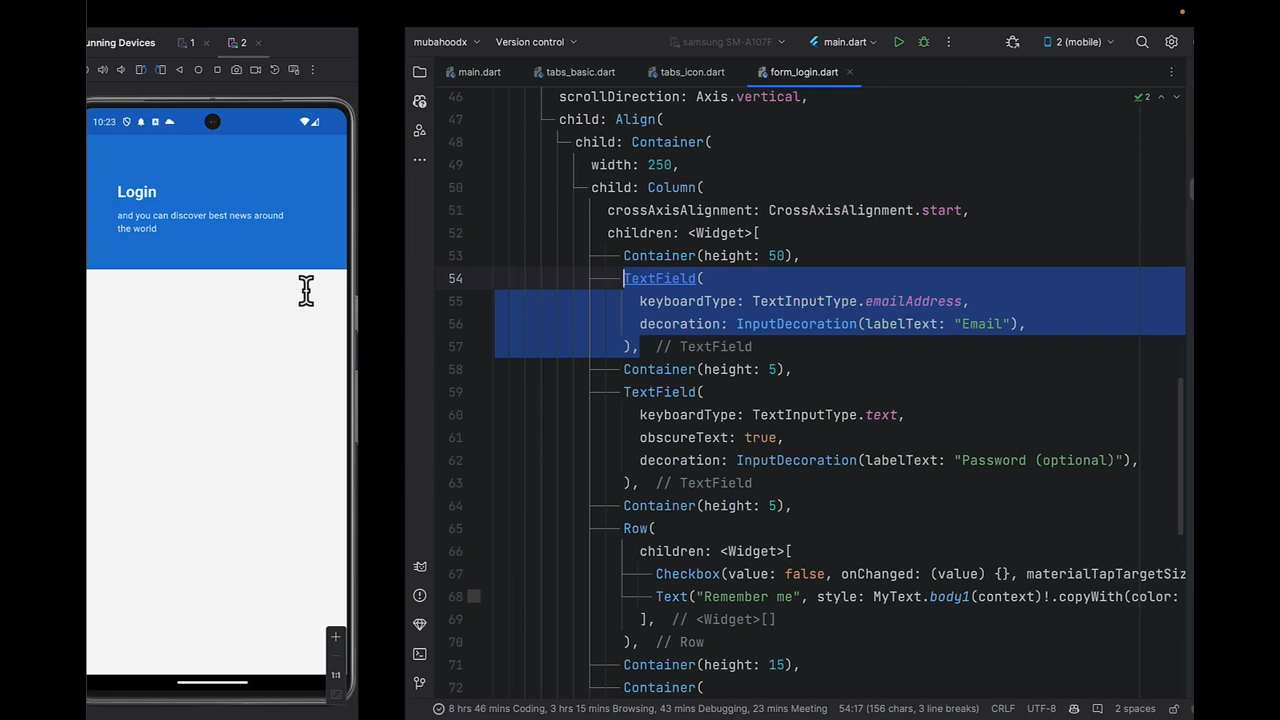 unning Devices
1
2
mubahoodx
Version control
samsung SM-A107F
main.dart
2 (mobile)
main.dart
tabs_basic.dart
tabs_icon.dart
form_login.dart
10:23
Login
and you can discover best news around
the world
1:1
2
46 scrollDirection: Axis.vertical,
47 child: Align(
48 child: Container(
49 width: 250,
50 child: Column(
51 crossAxisAlignment: CrossAxisAlignment.start,
52 children: <Widget>[
53 Container(height: 50),
54 TextField(
55 keyboardType: TextInputType.emailAddress,
56 decoration: InputDecoration(labelText: "Email"),
57 ), // TextField
58 Container(height: 5),
59 TextField(
60 keyboardType: TextInputType.text,
61 obscureText: true,
62 decoration: InputDecoration(labelText: "Password (optional)"),
63 ), // TextField
64 Container(height: 5),
65 Row(
66 children: <Widget>[
67 Checkbox(value: false, onChanged: (value) {}, materialTapTargetSiz
68 Text("Remember me", style: MyText.body1(context)!.copyWith(color:
69 ], // <Widget>[]
70 ), // Row
71 Container(height: 15),
72 Container(
8 hrs 46 mins Coding, 3 hrs 15 mins Browsing, 43 mins Debugging, 23 mins Meeting
54:17 (156 chars, 3 line breaks)
CRLF
UTF-8
2 spaces